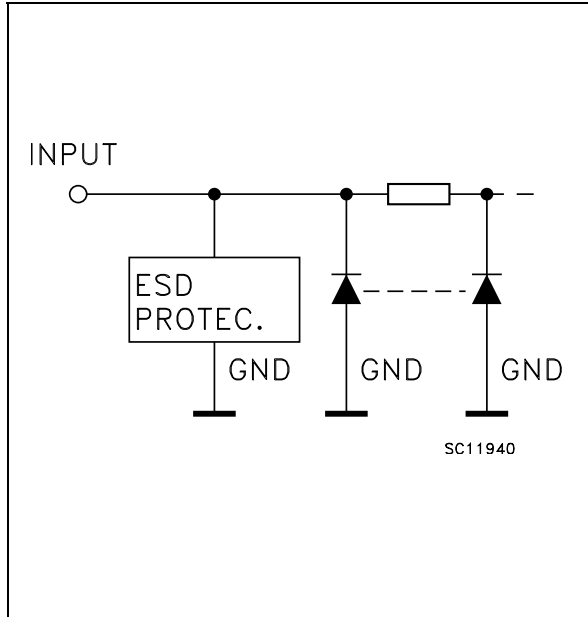 INPUT
ESD
PROTEC.
GND
GND
GND
SC11940